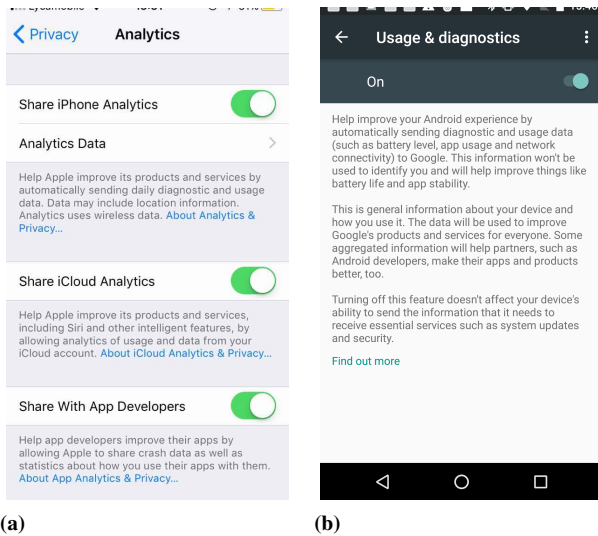 Privacy
Analytics
Share iPhone Analytics
Analytics Data
Help Apple improve its products and services by
automatically sending daily diagnostic and usage
data. Data may include location information.
Analytics uses wireless data. About Analytics &
Privacy...
Share iCloud Analytics
Help Apple improve its products and services,
including Siri and other intelligent features, by
allowing analytics of usage and data from your
iCloud account. About iCloud Analytics & Privacy...
Share With App Developers
Help app developers improve their apps by
allowing Apple to share crash data as well as
statistics about how you use their apps with them.
About App Analytics & Privacy...
(a)
Usage & diagnostics
On
Help improve your Android experience by
automatically sending diagnostic and usage data
(such as battery level, app usage and network
connectivity) to Google. This information won't be
used to identify you and will help improve things like
battery life and app stability.
This is general information about your device and
how you use it. The data will be used to improve
Google's products and services for everyone. Some
aggregated information will help partners, such as
Android developers, make their apps and products
better, too.
Turning off this feature doesn't affect your device's
ability to send the information that it needs to
receive essential services such as system updates
and security.
Find out more
(b)